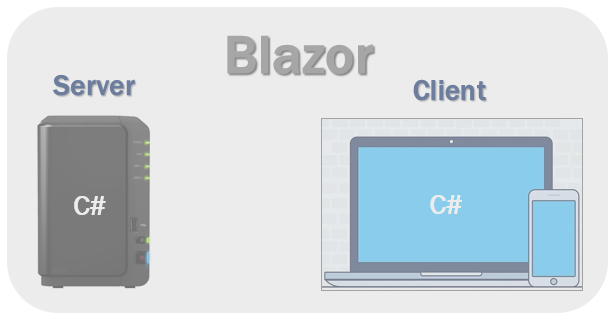 Blazor
Server
Client
C#
C#